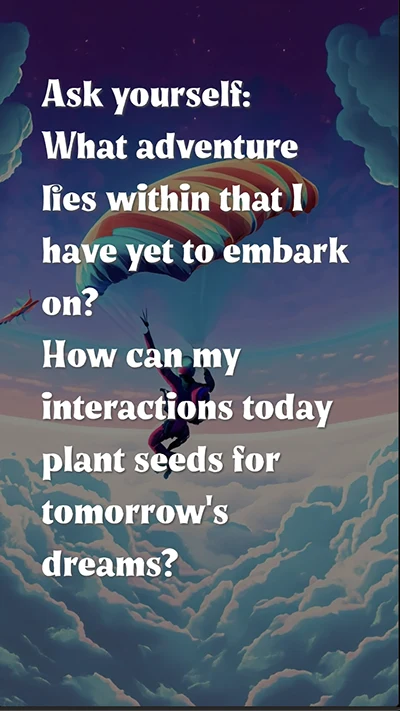 Ask yourself:
What adventure
lies within that I
have yet to embark
on?
How can my
interactions today
plant seeds for
tomorrow's
dreams?